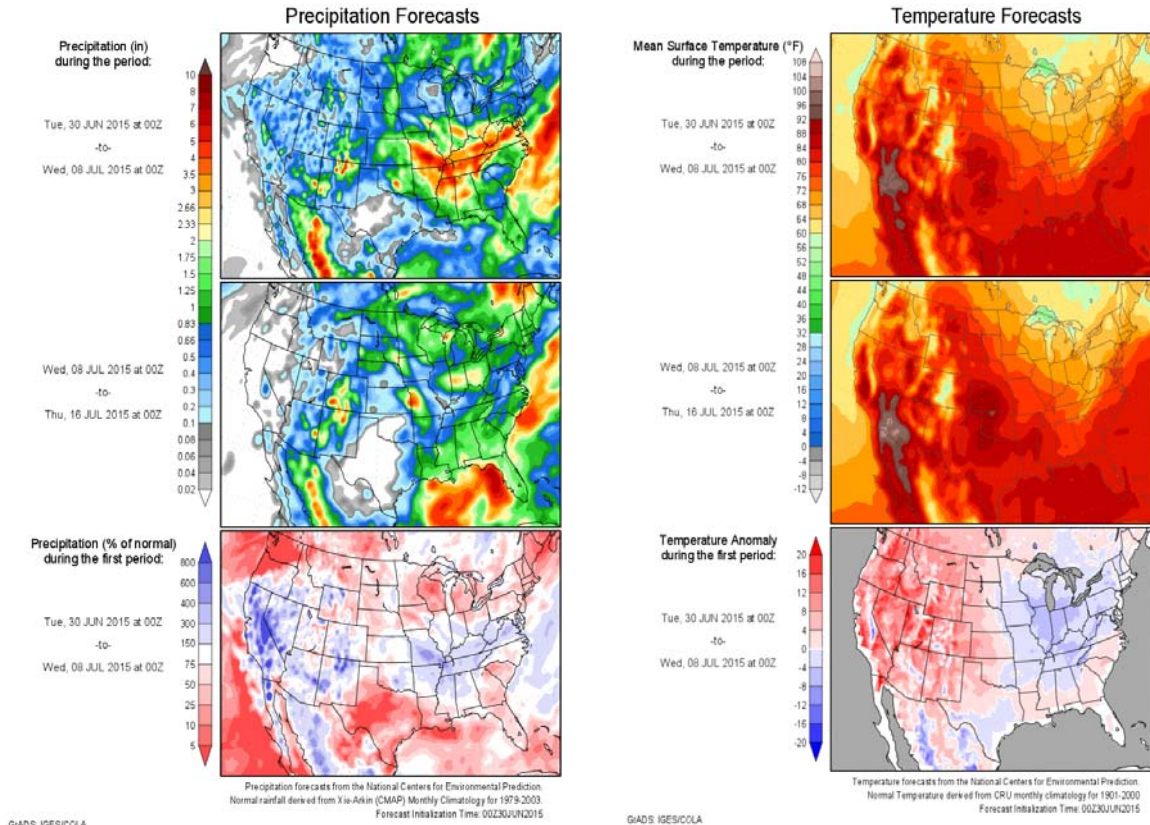 Precipitation Forecasts
Precipitation (in)
during the period:
Tue, 30 JUN 2015 at 00Z
-to-
Wed, 08 JUL 2015 at 00Z
10
8
7
6
5
4
3.5
3
2.66
2.33
2
1.75
1.5
1.25
1
0.83
0.66
0.5
0.4
0.3
0.2
0.1
0.08
0.06
0.04
0.02
Wed, 08 JUL 2015 at 00Z
-to-
Thu, 16 JUL 2015 at 00Z
Precipitation (% of normal)
during the first period:
Tue, 30 JUN 2015 at 00Z
-to-
Wed, 08 JUL 2015 at 00Z
800
600
400
300
150
75
50
25
10
5
Precipitation forecasts from the National Centers for Environmental Prediction.
Normal rainfall derived from Xie-Arkin (CMAP) Monthly Climatology for 1979-2003.
Forecast Initialization Time: 00Z30JUN2015
GrADS: IGES/COLA
Temperature Forecasts
Mean Surface Temperature (°F)
during the period:
Tue, 30 JUN 2015 at 00Z
-to-
Wed, 08 JUL 2015 at 00Z
108
104
100
96
92
88
84
80
76
72
68
64
60
56
52
48
44
40
36
32
28
24
20
16
12
8
4
0
-4
-8
-12
Wed, 08 JUL 2015 at 00Z
-to-
Thu, 16 JUL 2015 at 00Z
Temperature Anomaly
during the first period:
Tue, 30 JUN 2015 at 00Z
-to-
Wed, 08 JUL 2015 at 00Z
20
16
12
8
4
0
-4
-8
-12
-16
-20
Temperature forecasts from the National Centers for Environmental Prediction.
Normal Temperature derived from CRU monthly climatology for 1901-2000
Forecast Initialization Time: 00Z30JUN2015
GrADS: IGES/COLA